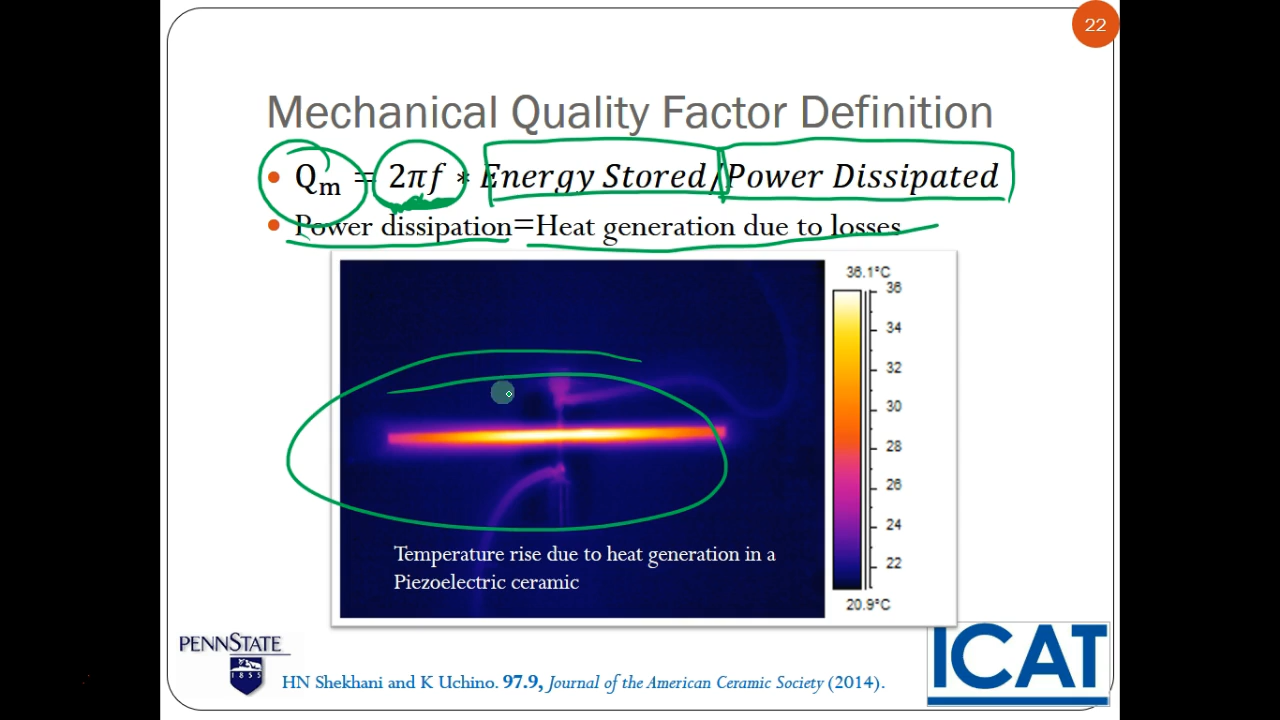 22
Mechanical Quality Factor Definition
• Qm = 2πf ∗ Energy Stored/Power Dissipated
• Power dissipation=Heat generation due to losses
36.1°C
36
34
32
30
28
26
24
22
20.9°C
Temperature rise due to heat generation in a
Piezoelectric ceramic
PENNSTATE
1855
HN Shekhani and K Uchino. 97.9, Journal of the American Ceramic Society (2014).
ICAT